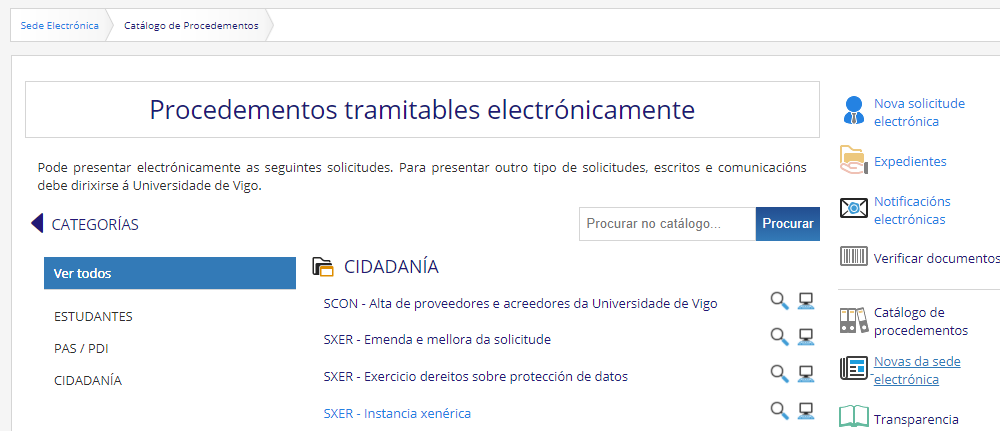 Sede Electrónica
Catálogo de Procedementos
Procedementos tramitables electrónicamente
Pode presentar electrónicamente as seguintes solicitudes. Para presentar outro tipo de solicitudes, escritos e comunicacións
debe dirixirse á Universidade de Vigo.
CATEGORÍAS
Procurar no catálogo...
Procurar
Ver todos
ESTUDANTES
PAS / PDI
CIDADANÍA
CIDADANÍA
SCON - Alta de proveedores e acreedores da Universidade de Vigo
SXER - Emenda e mellora da solicitude
SXER - Exercicio dereitos sobre protección de datos
SXER - Instancia xenérica
Nova solicitude
electrónica
Expedientes
Notificacións
electrónicas
Verificar documentos
Catálogo de
procedementos
Novas da sede
electrónica
Transparencia